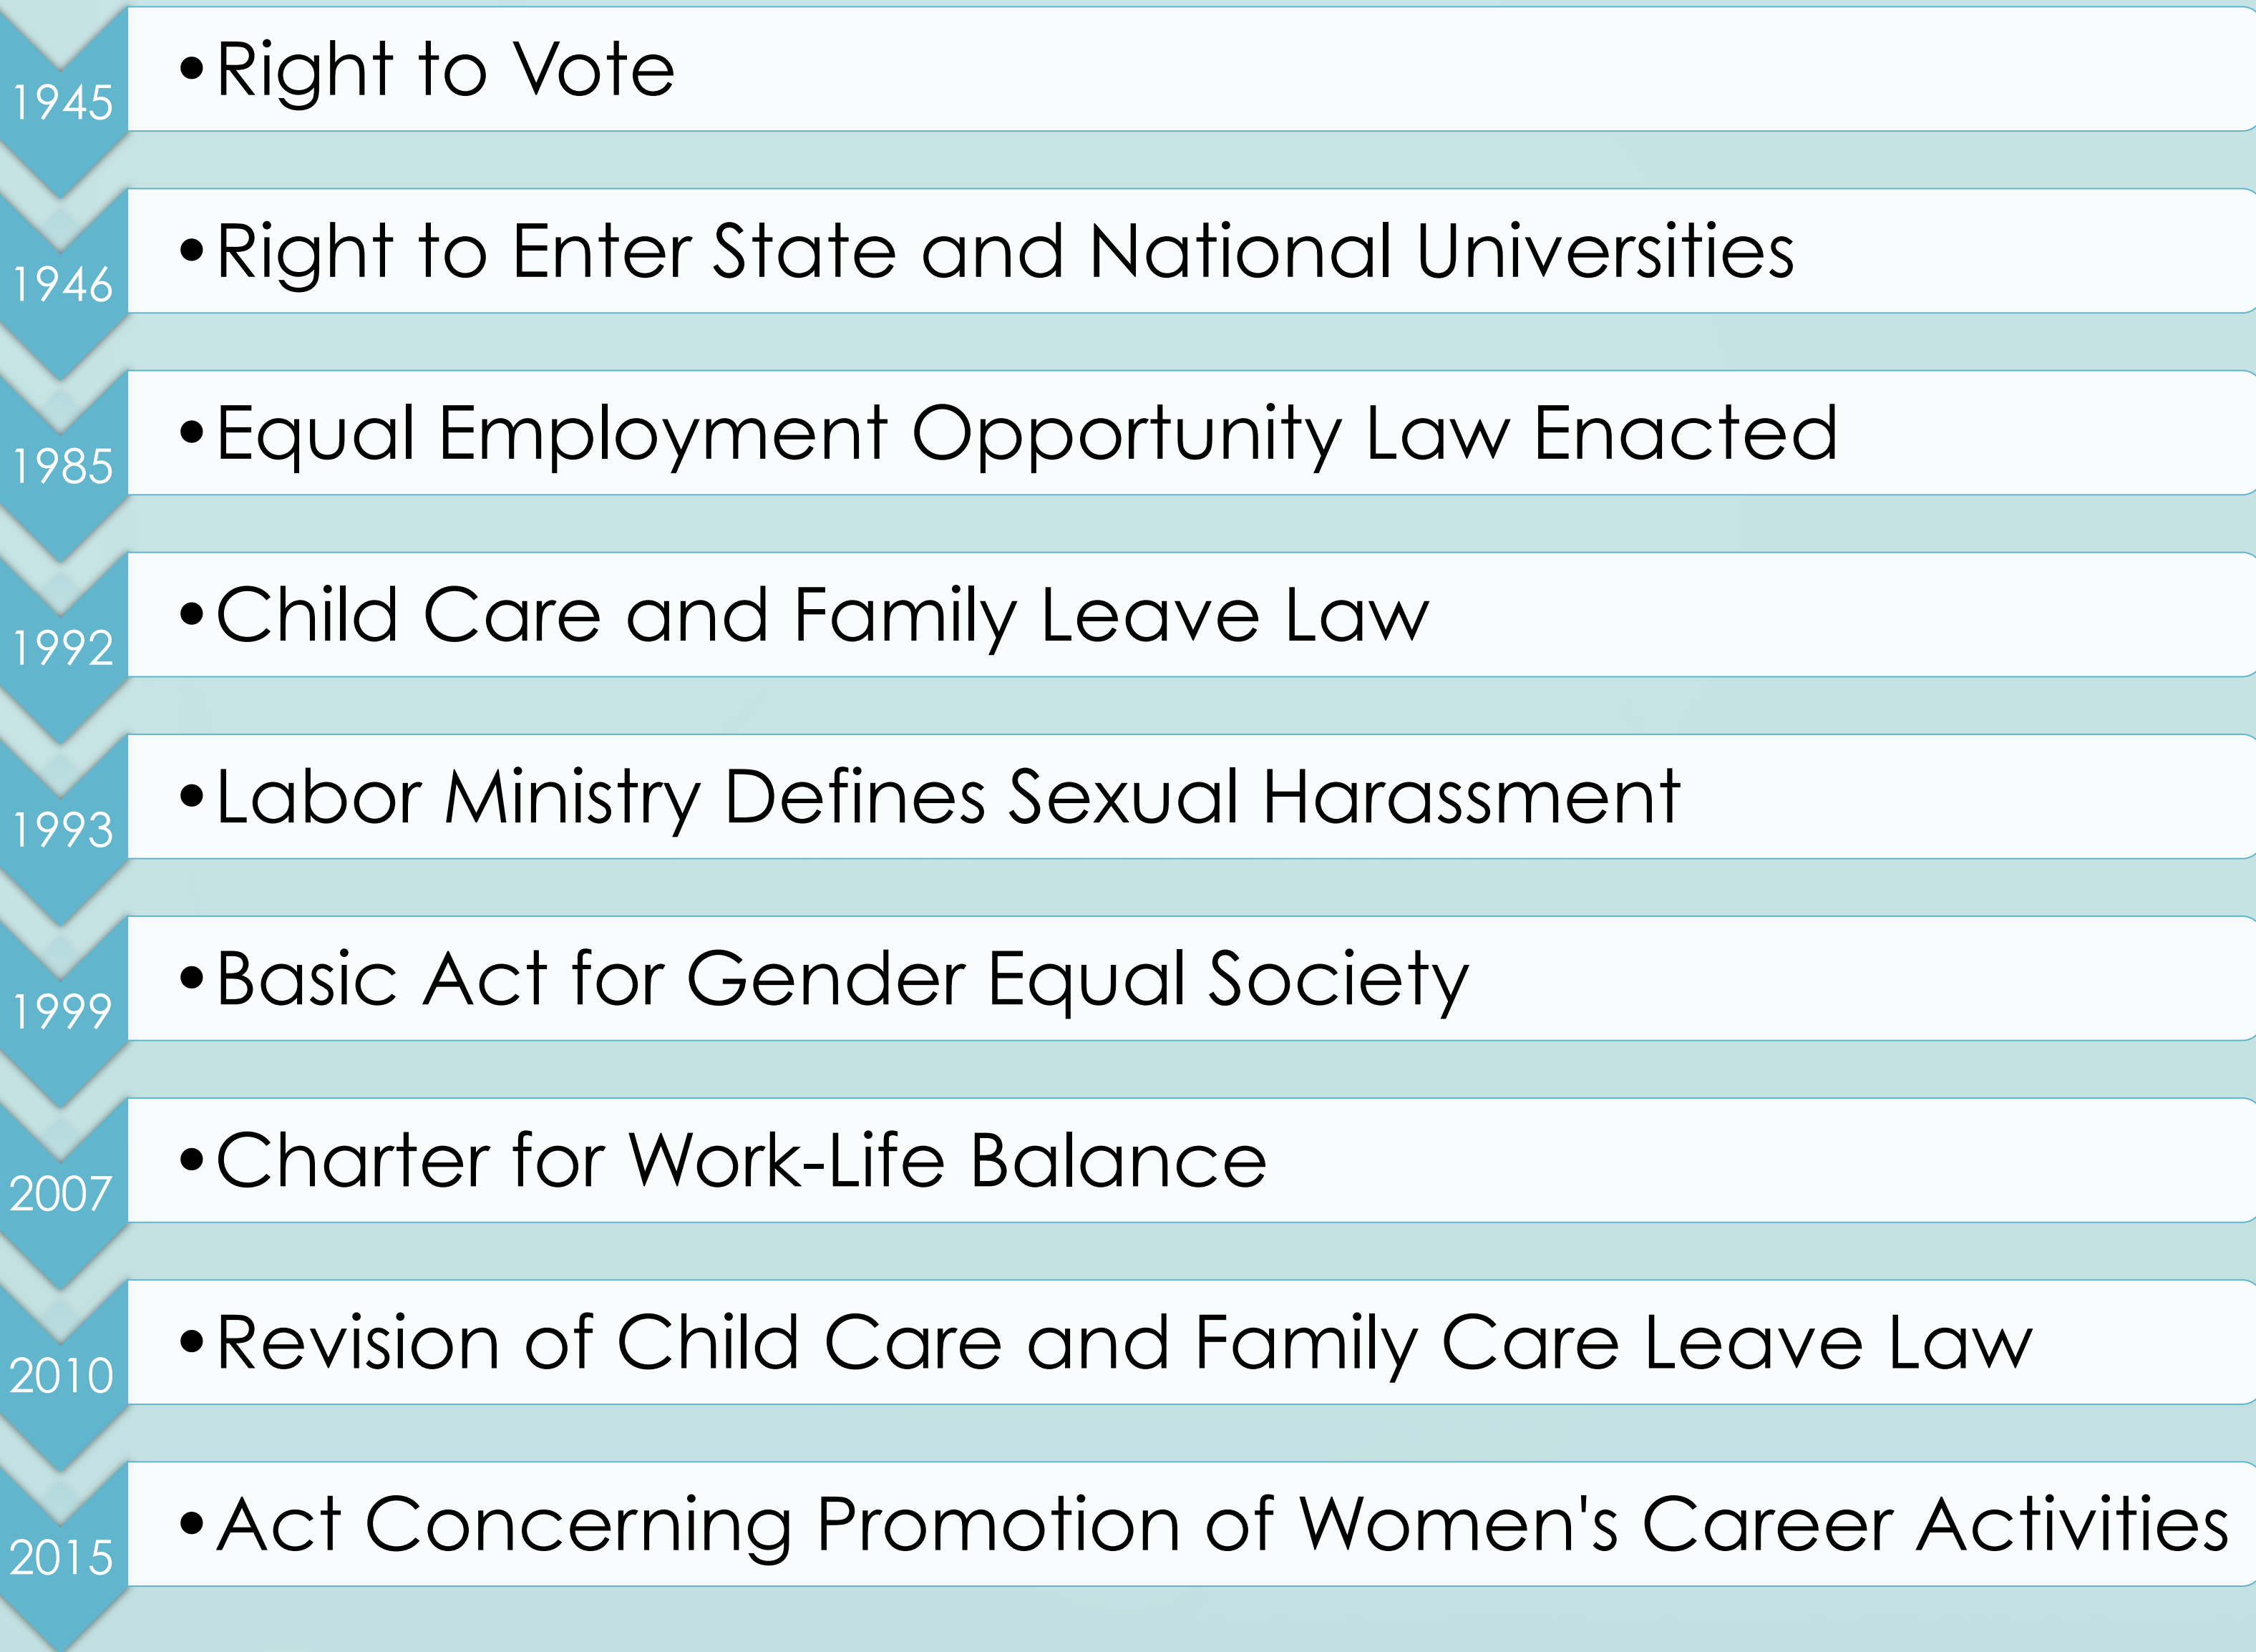 1945
•Right to Vote
1946
•Right to Enter State and National Universities
1985
•Equal Employment Opportunity Law Enacted
1992
•Child Care and Family Leave Law
1993
•Labor Ministry Defines Sexual Harassment
1999
•Basic Act for Gender Equal Society
2007
•Charter for Work-Life Balance
2010
•Revision of Child Care and Family Care Leave Law
2015
•Act Concerning Promotion of Women's Career Activities